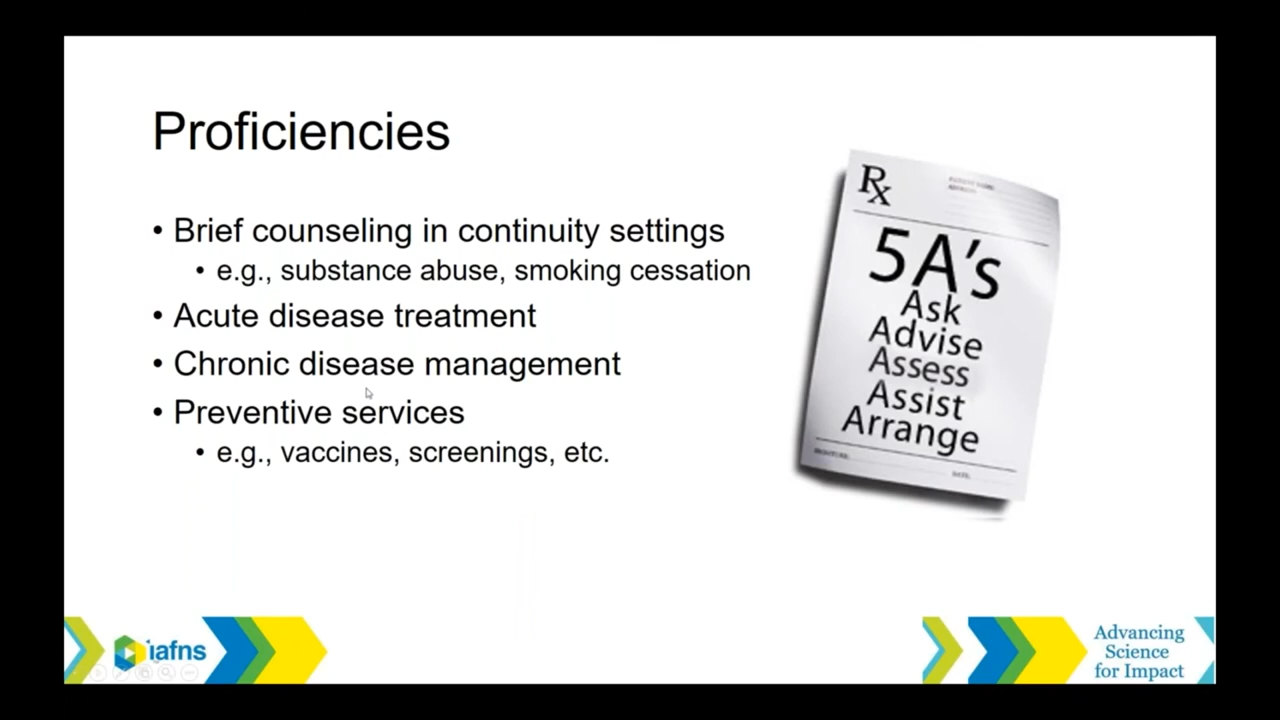 Proficiencies
• Brief counseling in continuity settings
• e.g., substance abuse, smoking cessation
• Acute disease treatment
• Chronic disease management
• Preventive services
• e.g., vaccines, screenings, etc.
Rx
5A's
Ask
Advise
Assess
Assist
Arrange
DATE:
iafns
Advancing
Science
for Impact